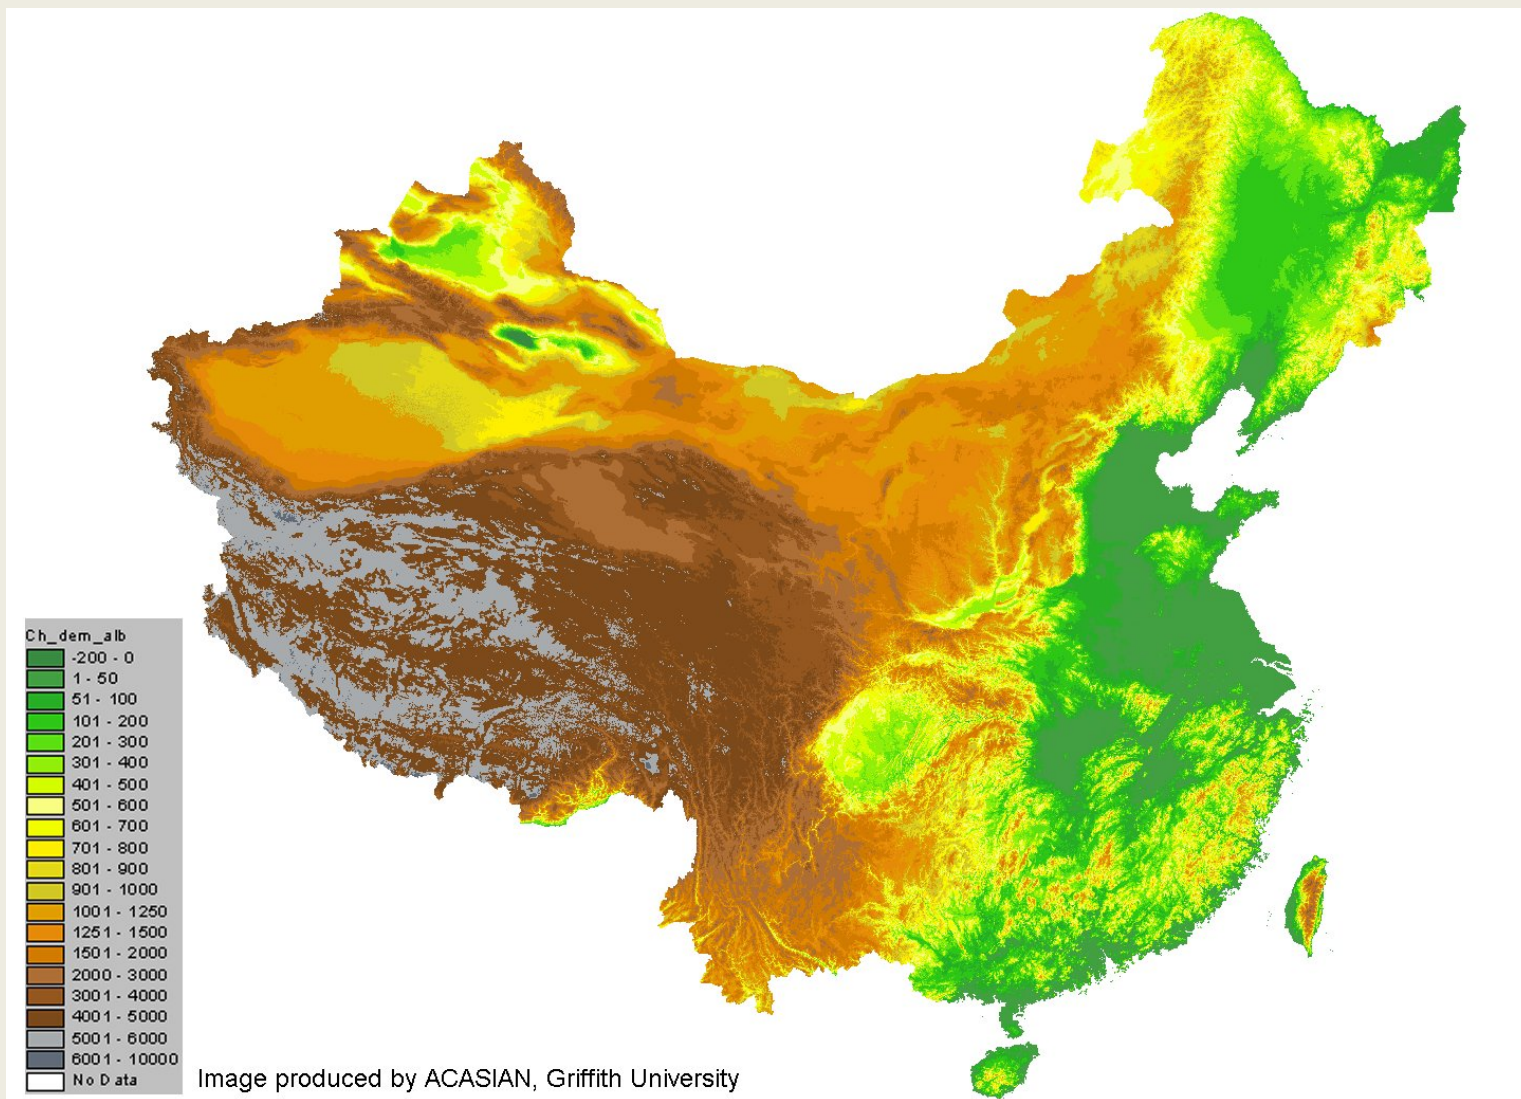 Ch_dem_alb
-200 - 0
1 - 50
51 - 100
101 - 200
201 - 300
301 - 400
401 - 500
501 - 600
601 - 700
701 - 800
801 - 900
901 - 1000
1001 - 1250
1251 - 1500
1501 - 2000
2000 - 3000
3001 - 4000
4001 - 5000
5001 - 6000
6001 - 10000
No Data
Image produced by ACASIAN, Griffith University